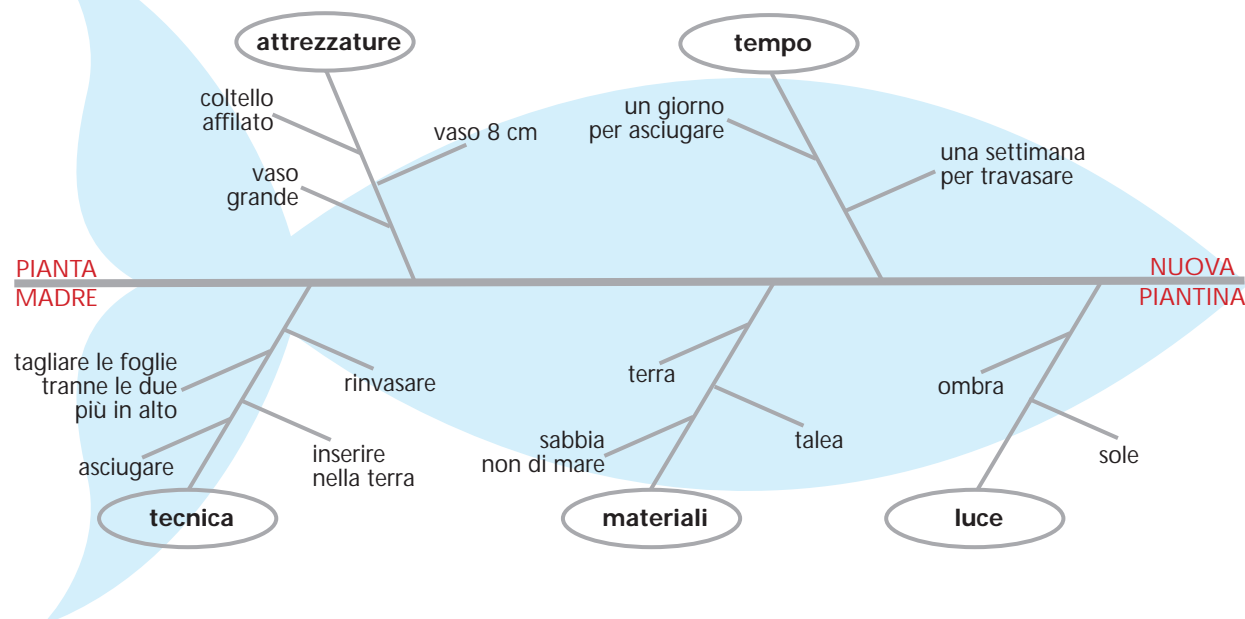 attrezzature
tempo
coltello
affilato
vaso 8 cm
vaso
grande
un giorno
per asciugare
una settimana
per travasare
PIANTA
MADRE
NUOVA
PIANTINA
tagliare le foglie
tranne le due
più in alto
rinvasare
asciugare
inserire
nella terra
terra
sabbia
non di mare
talea
ombra
sole
tecnica
materiali
luce